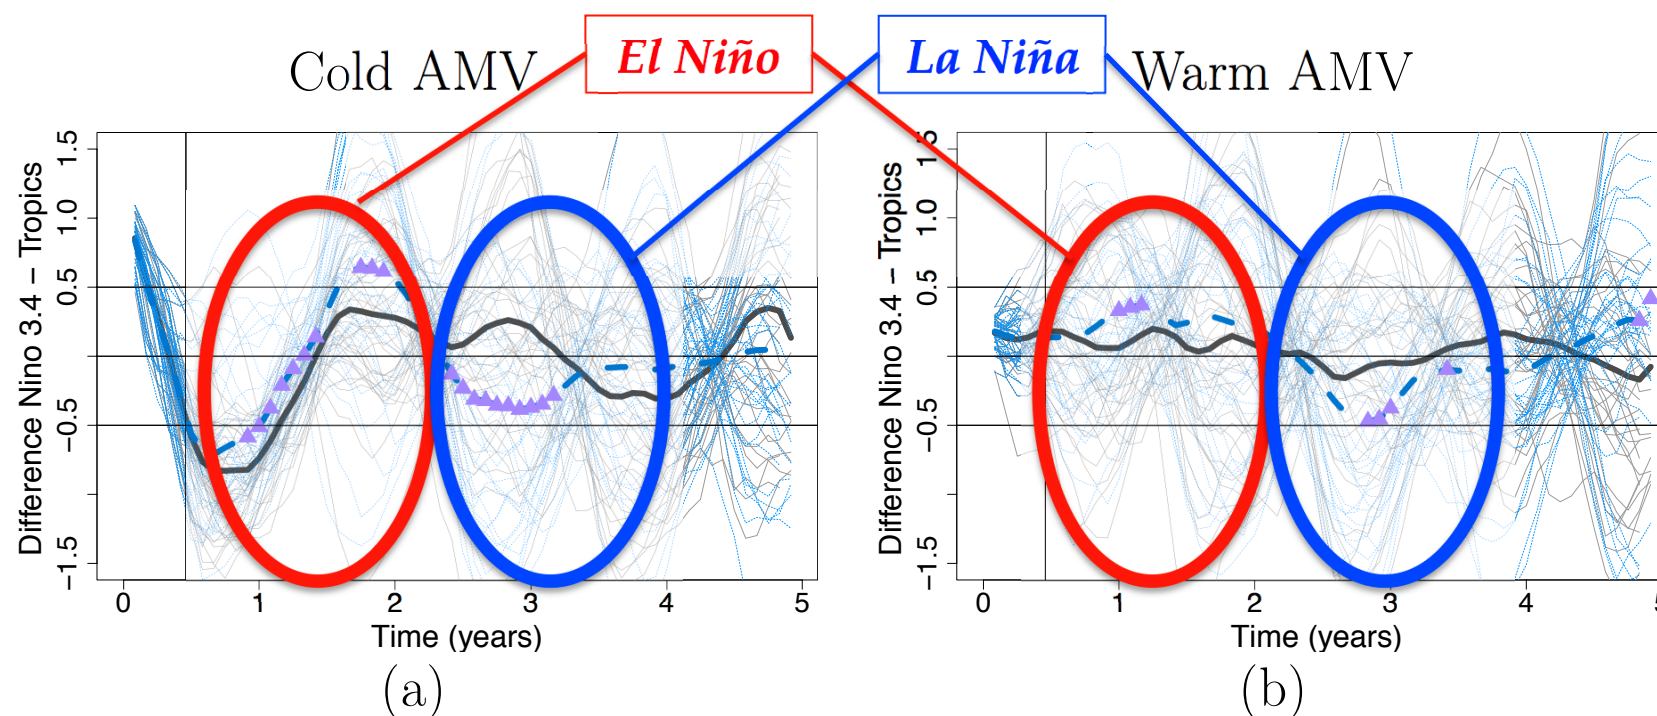 Cold AMV
El Niño
La Niña
Warm AMV
Difference Nino 3.4 – Tropics
1.5
1.0
0.5
−0.5
−1.5
0 1 2 3 4 5
Time (years)
(a)
Difference Nino 3.4 – Tropics
1.0
0.5
−0.5
−1.5
0 1 2 3 4
Time (years)
(b)